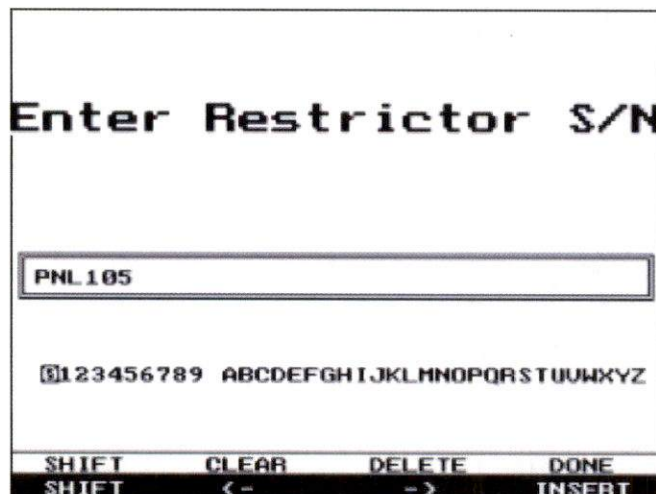 Enter Restrictor S/N
PNL105
0123456789 ABCDEFGHIJKLMNOPQRSTUVWXYZ
SHIFT CLEAR DELETE DONE
SHIFT <- -> INSERT